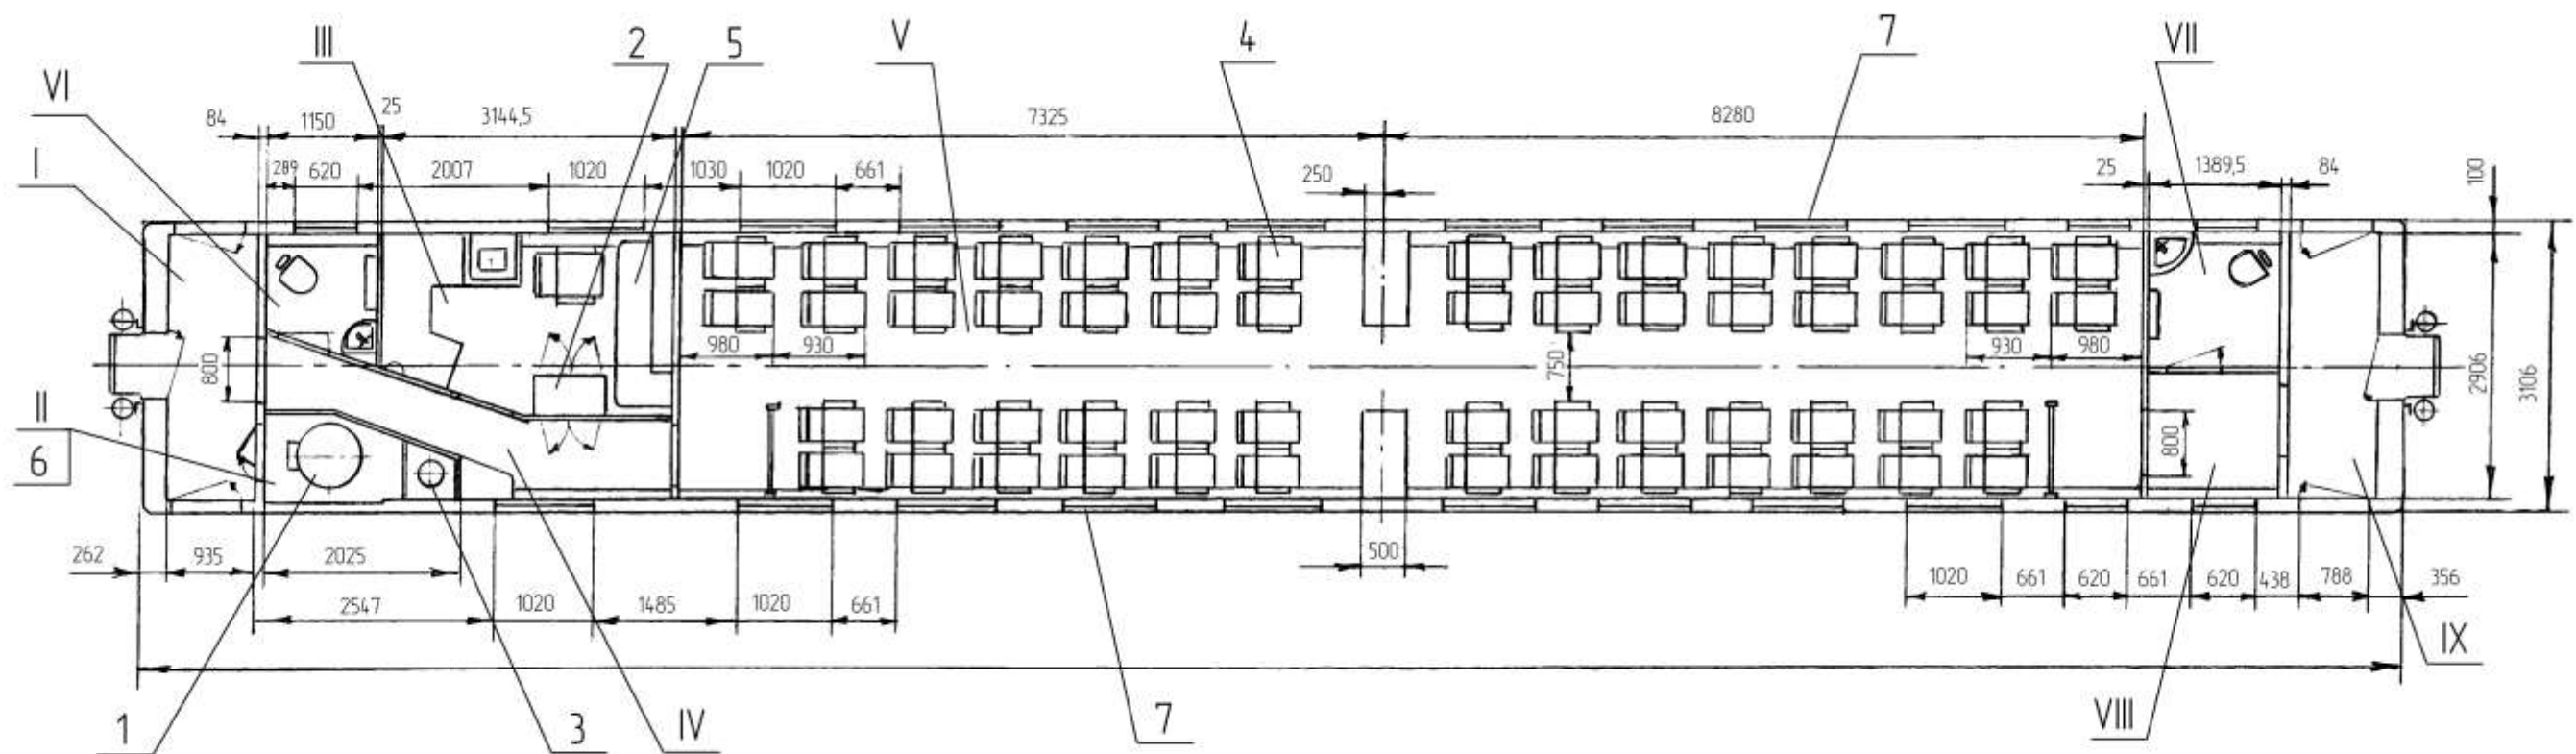 III 2 5 V 4 7 VII
VI
25
84 1150 3144,5 7325 8280
I
289 620 2007 1020 1030 1020 661 250 25 1389,5 84 100
980 930 750 930 980
800
2906 3106
II
6
800
262 935 2025 500 1020 661 620 661 620 438 788 356
2547 1020 1485 1020 661
IX
1 3 IV 7 VIII